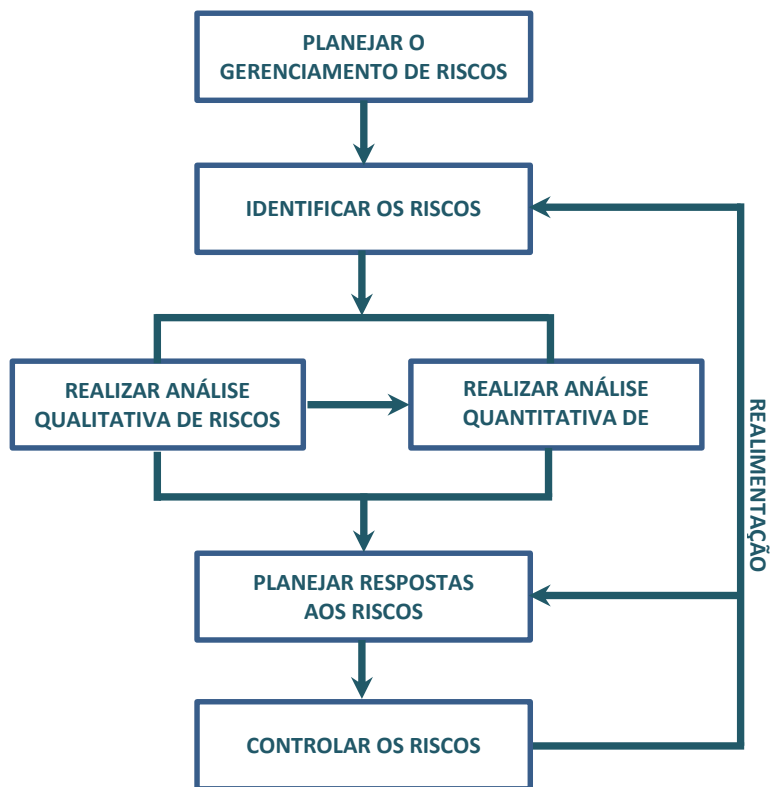 PLANEJAR O
GERENCIAMENTO DE RISCOS
IDENTIFICAR OS RISCOS
REALIZAR ANÁLISE
QUALITATIVA DE RISCOS
REALIZAR ANÁLISE
QUANTITATIVA DE
REALIMENTAÇÃO
PLANEJAR RESPOSTAS
AOS RISCOS
CONTROLAR OS RISCOS